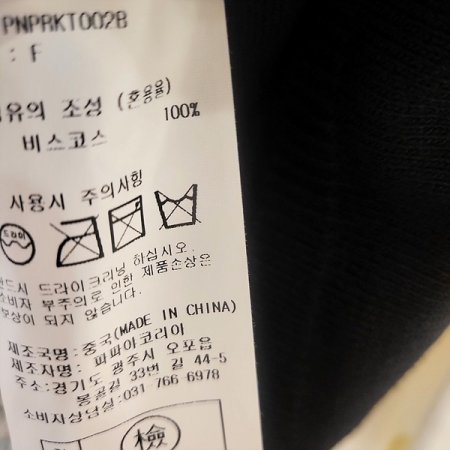 PNPRKT002B
: F
유의 조성 (혼용율)
비스코스 100%
사용시 주의사항
드라이
반드시 드라이크리닝 하십시오.
소비자 부주의로 인한 제품손상은
보상이 되지 않습니다.
제조국명 : 중국(MADE IN CHINA)
제조자명 : 파파야코리아
주소:경기도 광주시 오포읍
봉골길 33번 길 44-5
소비자상담실:031 766 6978
檢